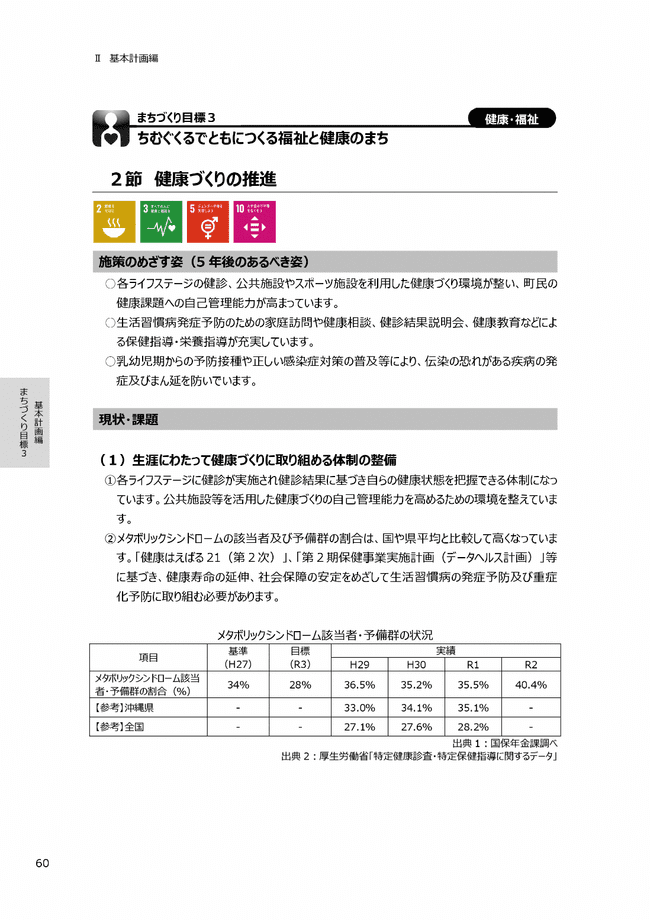 Ⅱ 基本計画編
まちづくり目標３
健康・福祉
ちむぐくるでともにつくる福祉と健康のまち
２節 健康づくりの推進
2
3 すべての人に
健康と福祉を
5 ジェンダー平等を
実現しよう
10 人や国の不平等
をなくそう
施策のめざす姿（５年後のあるべき姿）
○各ライフステージの健診、公共施設やスポーツ施設を利用した健康づくり環境が整い、町民の
健康課題への自己管理能力が高まっています。
○生活習慣病発症予防のための家庭訪問や健康相談、健診結果説明会、健康教育などによ
る保健指導・栄養指導が充実しています。
○乳幼児期からの予防接種や正しい感染症対策の普及等により、伝染の恐れがある疾病の発
症及びまん延を防いでいます。
基本計画編
まちづくり目標３
現状・課題
（１）生涯にわたって健康づくりに取り組める体制の整備
①各ライフステージに健診が実施され健診結果に基づき自らの健康状態を把握できる体制になっ
ています。公共施設等を活用した健康づくりの自己管理能力を高めるための環境を整えていま
す。
②メタボリックシンドロームの該当者及び予備群の割合は、国や県平均と比較して高くなっていま
す。「健康はえばる 21（第２次）」、「第２期保健事業実施計画（データヘルス計画）」等
に基づき、健康寿命の延伸、社会保障の安定をめざして生活習慣病の発症予防及び重症
化予防に取り組む必要があります。
メタボリックシンドローム該当者・予備群の状況
項目 基準（H27） 目標（R3） 実績
H29 H30 R1 R2
メタボリックシンドローム該当
者・予備群の割合（%） 34% 28% 36.5% 35.2% 35.5% 40.4%
【参考】沖縄県 - - 33.0% 34.1% 35.1% -
【参考】全国 - - 27.1% 27.6% 28.2% -
出典１：国保年金課調べ
出典２：厚生労働省「特定健康診査・特定保健指導に関するデータ」
60